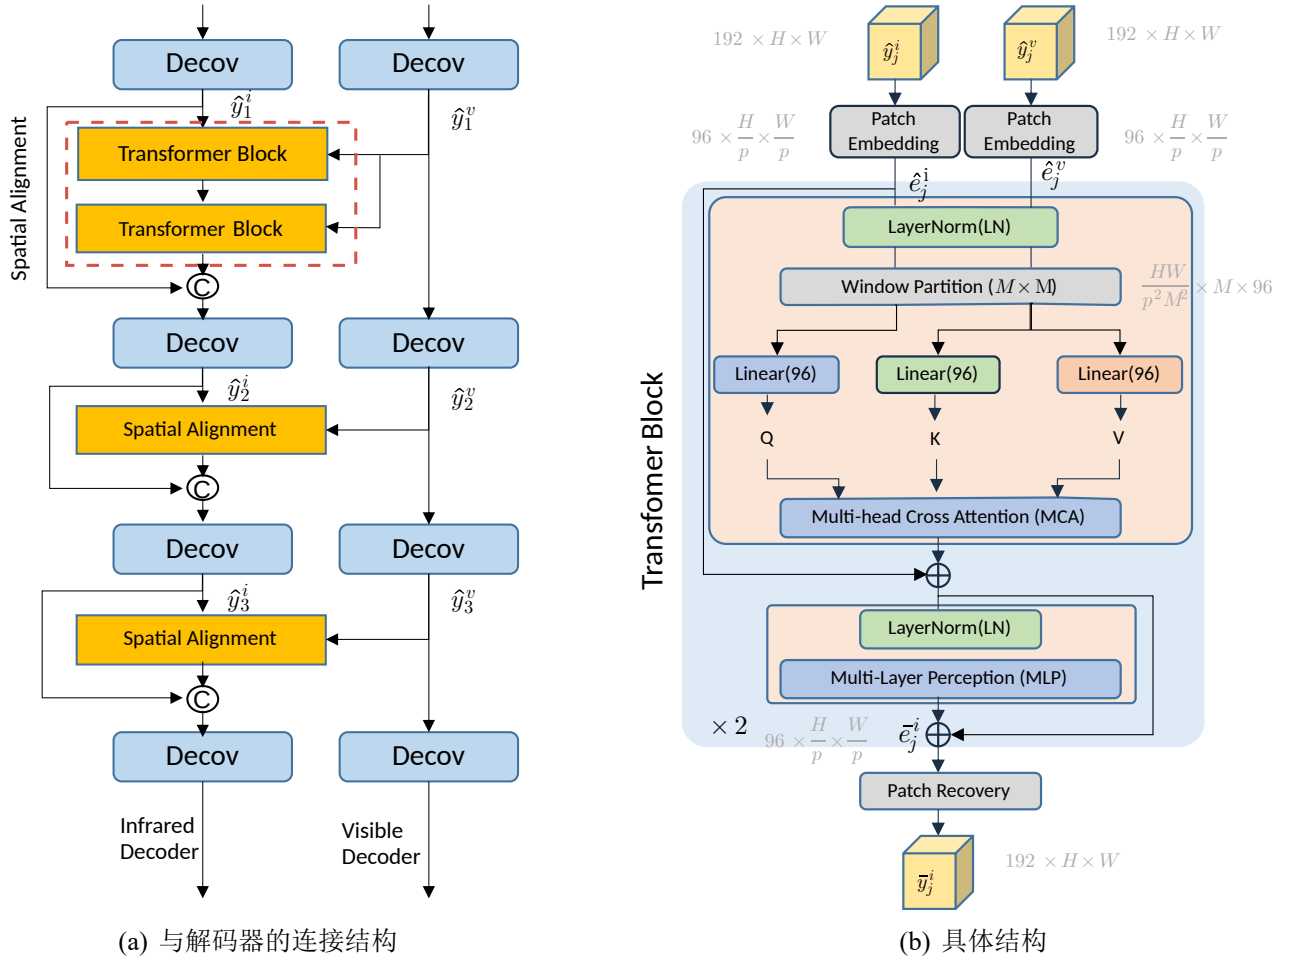 Decov
Decov
ŷ₁ⁱ
ŷ₁ᵛ
Spatial Alignment
Transformer Block
Transformer Block
C
Decov
Decov
ŷ₂ⁱ
ŷ₂ᵛ
Spatial Alignment
C
Decov
Decov
ŷ₃ⁱ
ŷ₃ᵛ
Spatial Alignment
C
Decov
Decov
Infrared
Decoder
Visible
Decoder
(a) 与解码器的连接结构
192 × H × W
ŷⱼⁱ
ŷⱼᵛ
192 × H × W
96 × H/p × W/p
Patch
Embedding
Patch
Embedding
96 × H/p × W/p
êⱼⁱ
êⱼᵛ
LayerNorm(LN)
Window Partition (M × M)
HW/p²M² × M × 96
Linear(96)
Linear(96)
Linear(96)
Q
K
V
Multi-head Cross Attention (MCA)
Transfomer Block
LayerNorm(LN)
Multi-Layer Perception (MLP)
× 2
96 × H/p × W/p
ēⱼⁱ
Patch Recovery
ȳⱼⁱ
192 × H × W
(b) 具体结构